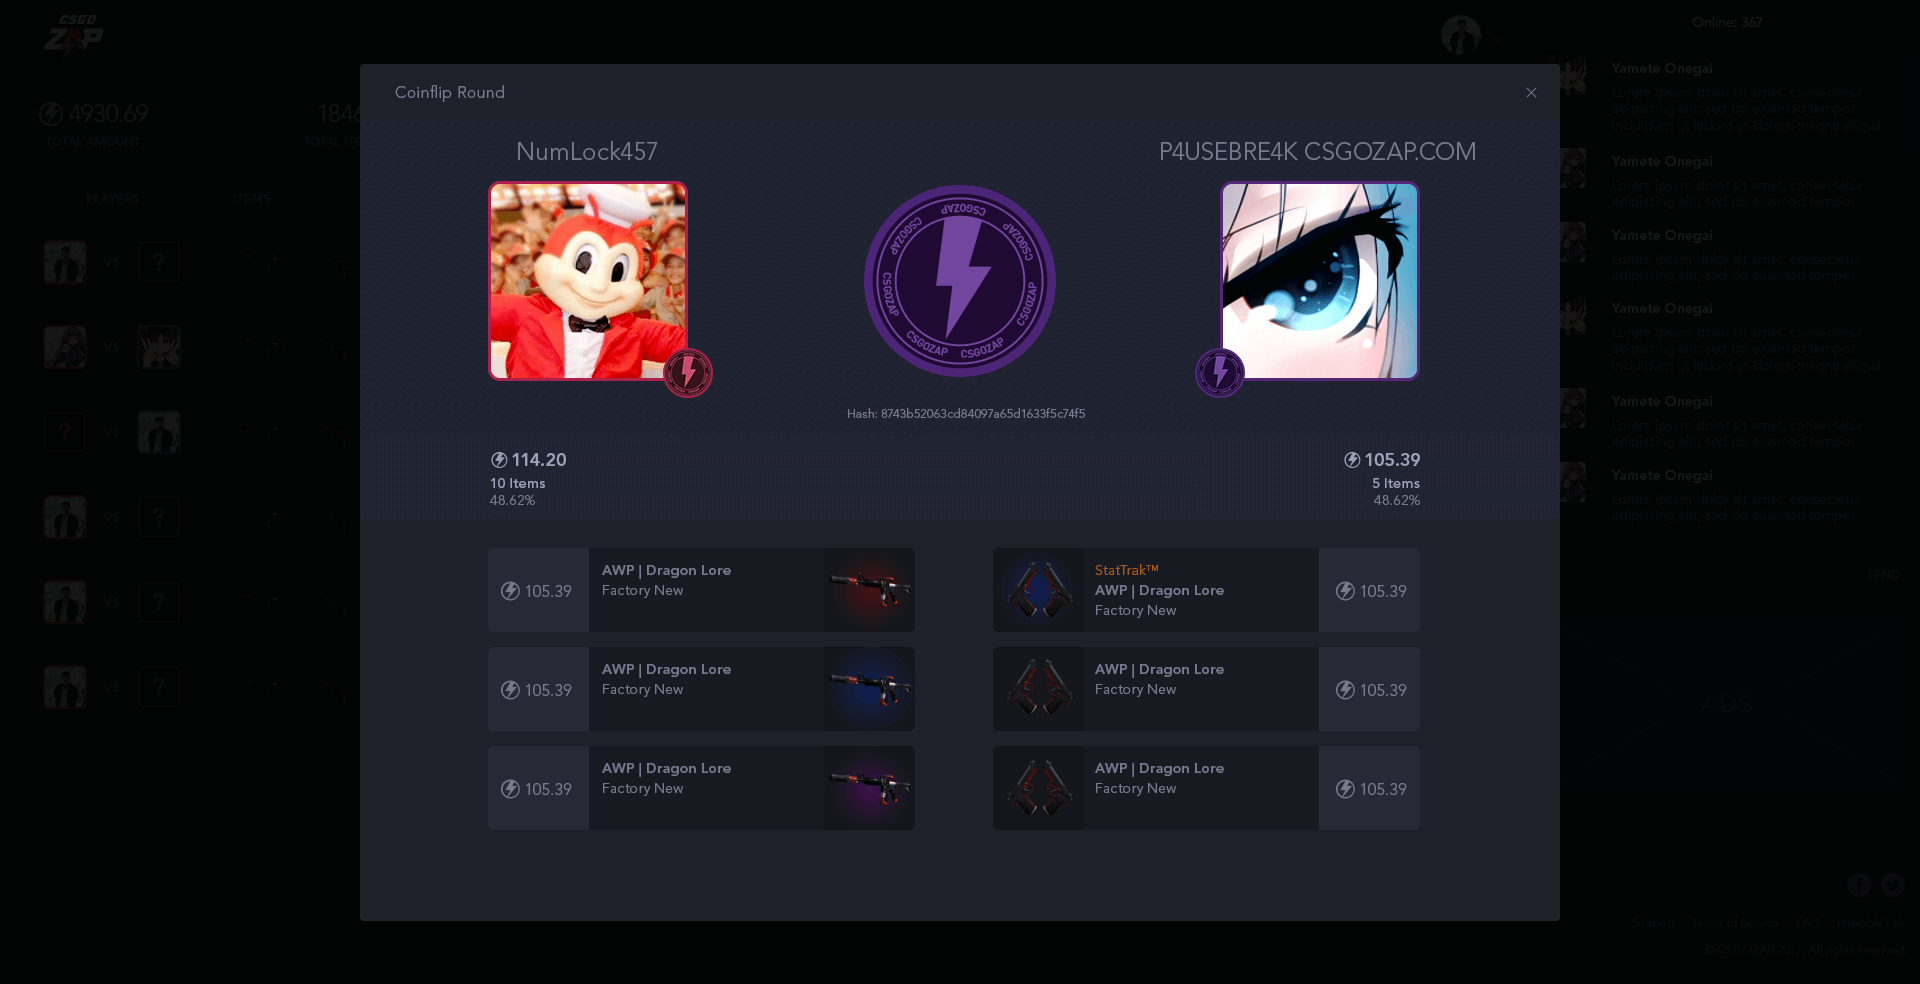 CSGO
ZAP
Online: 367
4930.69
1846
TOTAL AMOUNT
TOTAL ITE
PLAYERS
ITEMS
VS
?
VS
?
VS
VS
?
VS
?
VS
?
Coinflip Round
NumLock457
P4USEBRE4K CSGOZAP.COM
CSGOZAP
CSGOZAP
CSGOZAP
CSGOZAP
CSGOZAP
CSGOZAP
CSGOZAP
Hash: 8743b52063cd84097a65d1633f5c74f5
114.20
10 Items
48.62%
105.39
5 Items
48.62%
105.39
AWP | Dragon Lore
Factory New
105.39
AWP | Dragon Lore
Factory New
105.39
AWP | Dragon Lore
Factory New
StatTrak™
AWP | Dragon Lore
Factory New
105.39
AWP | Dragon Lore
Factory New
105.39
AWP | Dragon Lore
Factory New
105.39
Yamete Onegai
Lorem ipsum dolor sit amet, consectetur
adipiscing elit, sed do eiusmod tempor
incididunt ut labore et dolore magna aliqua.
Yamete Onegai
Lorem ipsum dolor sit amet, consectetur
adipiscing elit, sed do eiusmod tempor
Yamete Onegai
Lorem ipsum dolor sit amet, consectetur
adipiscing elit, sed do eiusmod tempor
Yamete Onegai
Lorem ipsum dolor sit amet, consectetur
adipiscing elit, sed do eiusmod tempor
incididunt ut labore et dolore magna aliqua.
Yamete Onegai
Lorem ipsum dolor sit amet, consectetur
adipiscing elit, sed do eiusmod tempor
Yamete Onegai
Lorem ipsum dolor sit amet, consectetur
adipiscing elit, sed do eiusmod tempor
SEND
ADS
Support Terms of Service FAQ Provably Fair
© CSGOZAP 2017. All rights reserved